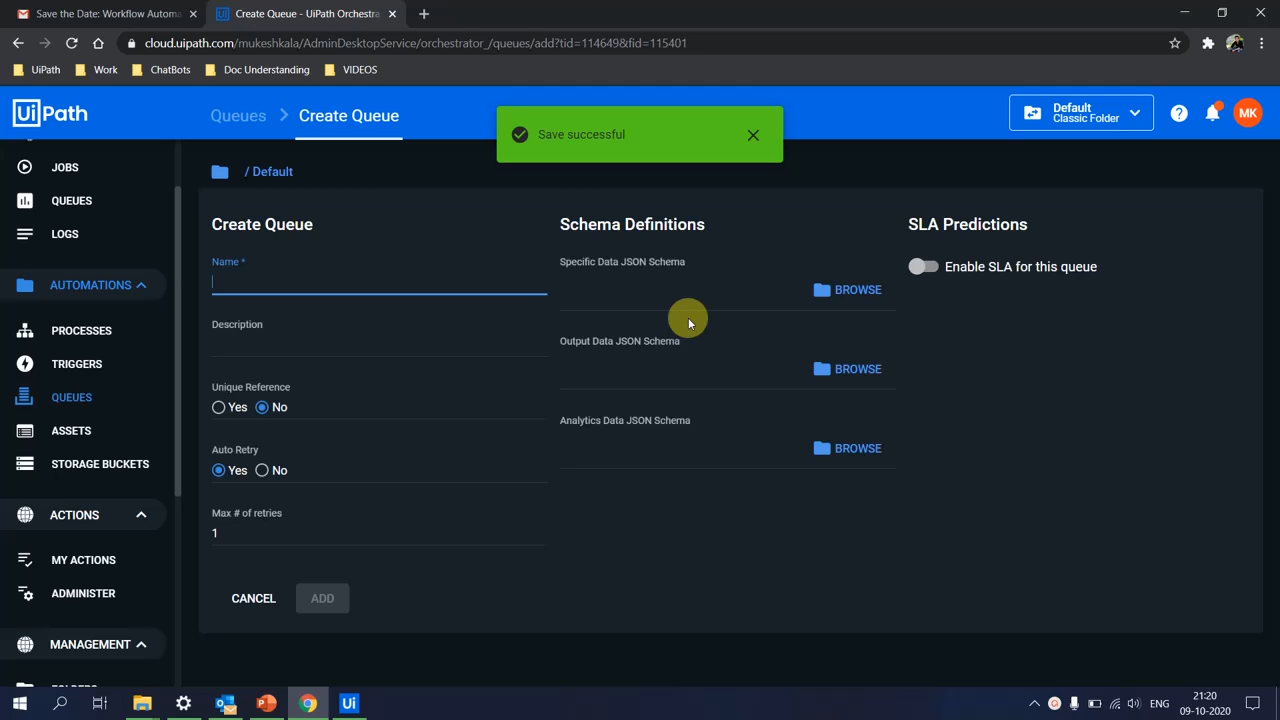 Save the Date: Workflow Automa
Create Queue - UiPath Orchestra
cloud.uipath.com/mukeshkala/AdminDesktopService/orchestrator_/queues/add?tid=114649&fid=115401
UiPath
Work
ChatBots
Doc Understanding
VIDEOS
UiPath
Queues
Create Queue
Save successful
Default
Classic Folder
MK
JOBS
QUEUES
LOGS
AUTOMATIONS
PROCESSES
TRIGGERS
QUEUES
ASSETS
STORAGE BUCKETS
ACTIONS
MY ACTIONS
ADMINISTER
MANAGEMENT
/ Default
Create Queue
Name *
Description
Unique Reference
Yes No
Auto Retry
Yes No
Max # of retries
1
CANCEL
ADD
Schema Definitions
Specific Data JSON Schema
BROWSE
Output Data JSON Schema
BROWSE
Analytics Data JSON Schema
BROWSE
SLA Predictions
Enable SLA for this queue
Ui
ENG
21:20
09-10-2020